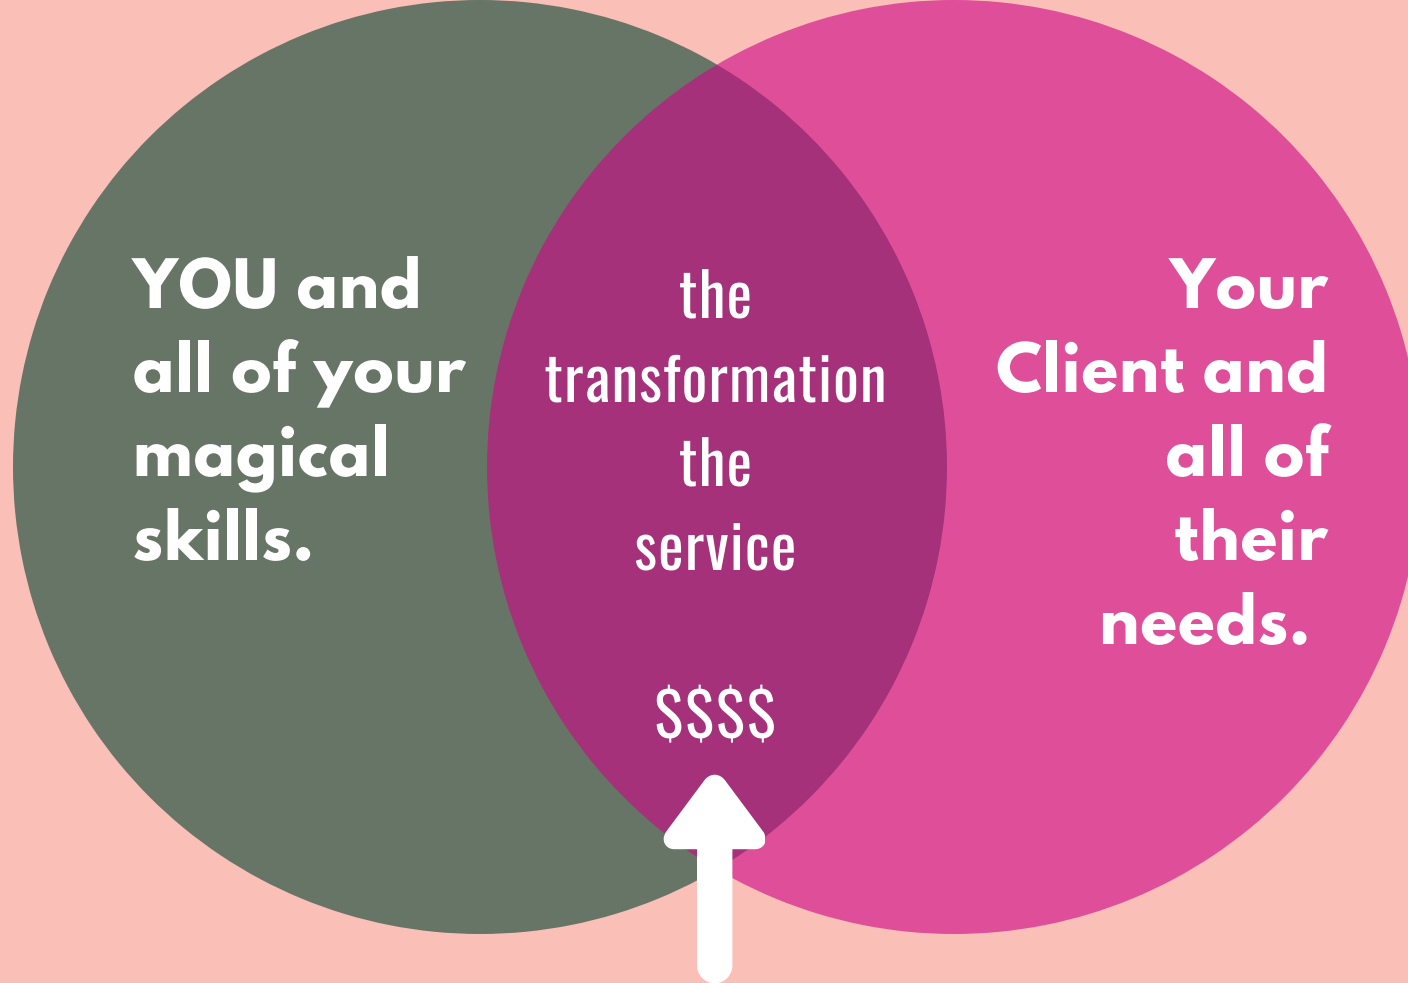 YOU and
all of your
magical
skills.
the
transformation
the
service
$$$$
Your
Client and
all of
their
needs.